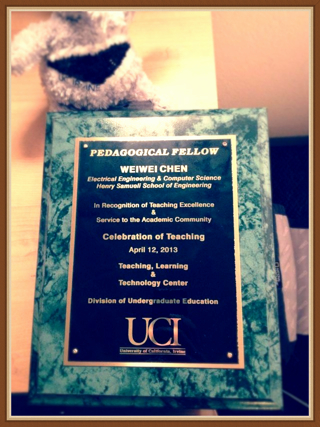 PEDAGOGICAL FELLOW
WEIWEI CHEN
Electrical Engineering & Computer Science
Henry Samueli School of Engineering
In Recognition of Teaching Excellence
&
Service to the Academic Community
Celebration of Teaching
April 12, 2013
Teaching, Learning
&
Technology Center
Division of Undergraduate Education
UCI
University of California, Irvine